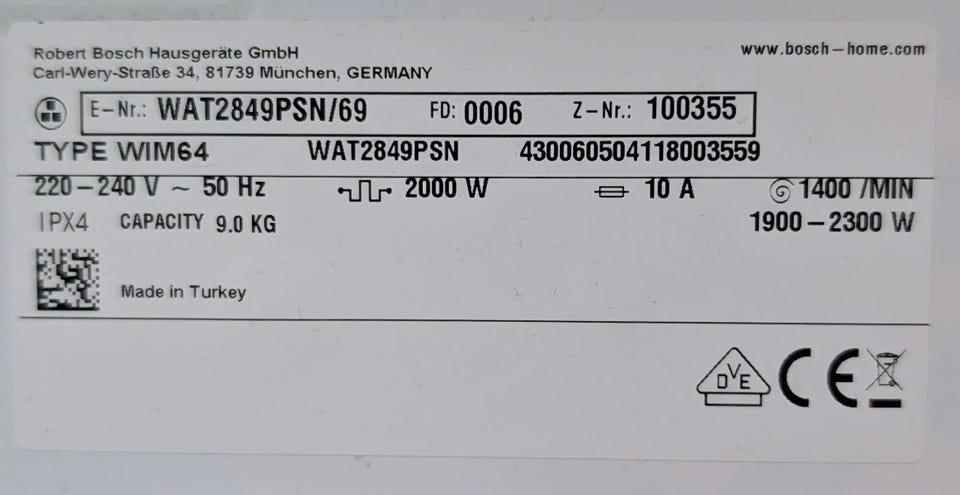 Robert Bosch Hausgeräte GmbH
www.bosch-home.com
Carl-Wery-Straße 34, 81739 München, GERMANY
E-Nr.: WAT2849PSN/69 FD: 0006 Z-Nr.: 100355
TYPE WIM64 WAT2849PSN 430060504118003559
220-240 V ~ 50 Hz 2000 W 10 A 1400 /MIN
IPX4 CAPACITY 9.0 KG 1900-2300 W
Made in Turkey
DVE CE